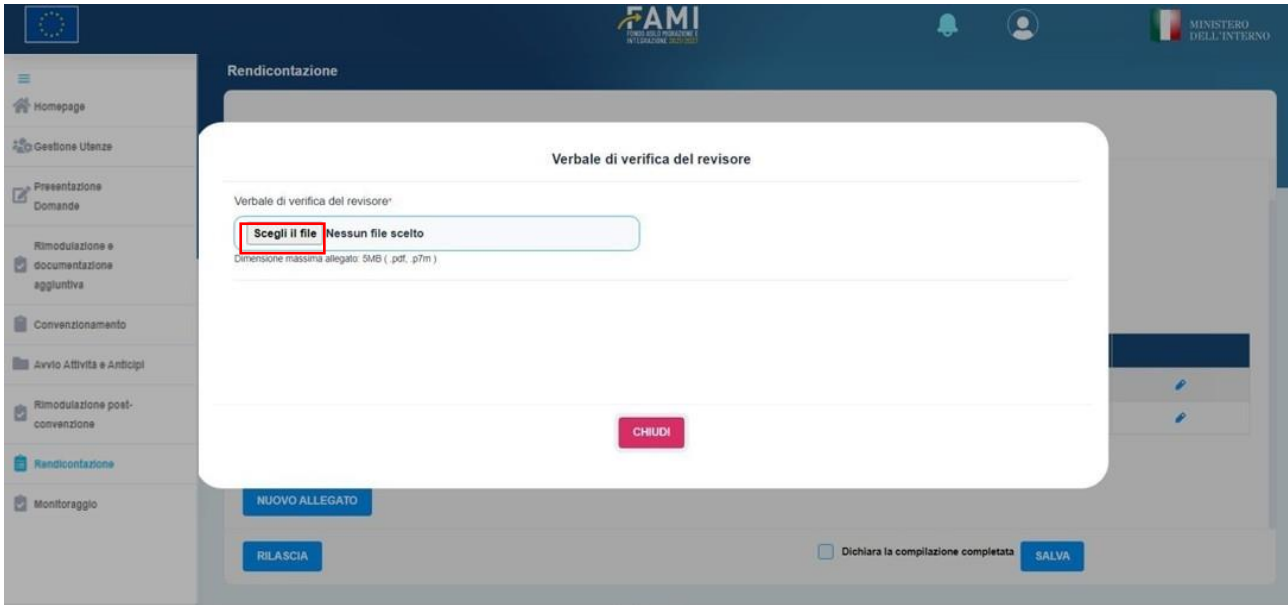 FAMI
FONDO ASILO MIGRAZIONE E
INTEGRAZIONE 2021/2027
MINISTERO
DELL'INTERNO
Rendicontazione
Homepage
Gestione Utenze
Presentazione
Domande
Rimodulazione e
documentazione
aggiuntiva
Convenzionamento
Avvio Attività e Anticipi
Rimodulazione post-
convenzione
Rendicontazione
Monitoraggio
Verbale di verifica del revisore
Verbale di verifica del revisore*
Scegli il file Nessun file scelto
Dimensione massima allegato: 5MB ( .pdf, .p7m )
CHIUDI
NUOVO ALLEGATO
RILASCIA
Dichiara la compilazione completata
SALVA